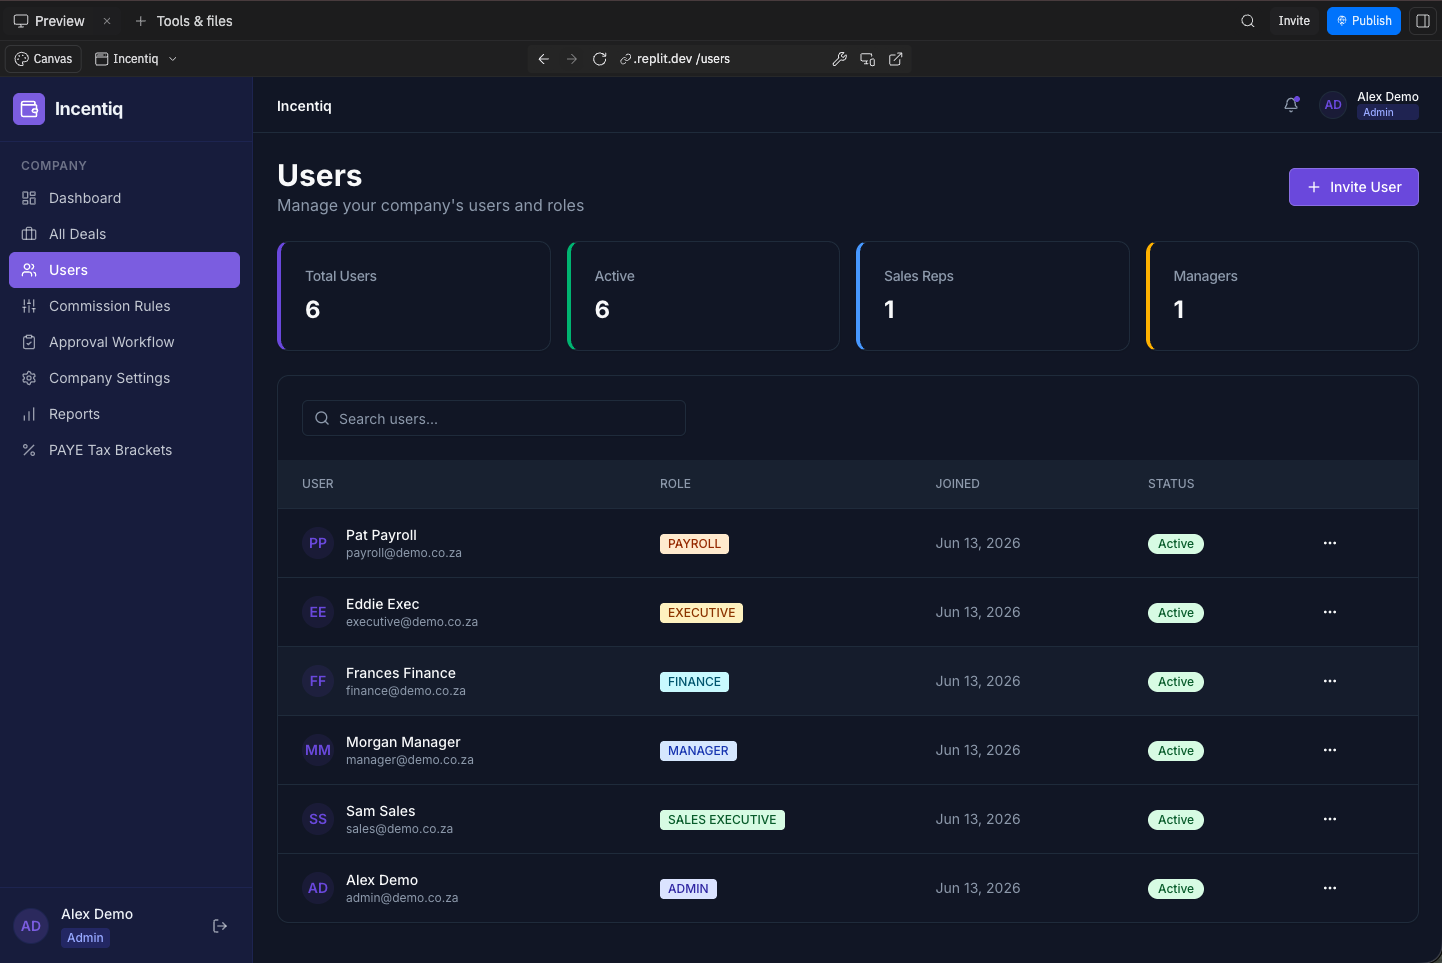 Preview
Tools & files
Invite
Publish
Canvas
Incentiq
.replit.dev /users
Incentiq
Incentiq
AD
Alex Demo
Admin
COMPANY
Dashboard
All Deals
Users
Commission Rules
Approval Workflow
Company Settings
Reports
PAYE Tax Brackets
Users
Manage your company's users and roles
Invite User
Total Users
6
Active
6
Sales Reps
1
Managers
1
Search users...
USER ROLE JOINED STATUS
PP Pat Payroll PAYROLL Jun 13, 2026 Active
payroll@demo.co.za
EE Eddie Exec EXECUTIVE Jun 13, 2026 Active
executive@demo.co.za
FF Frances Finance FINANCE Jun 13, 2026 Active
finance@demo.co.za
MM Morgan Manager MANAGER Jun 13, 2026 Active
manager@demo.co.za
SS Sam Sales SALES EXECUTIVE Jun 13, 2026 Active
sales@demo.co.za
AD Alex Demo ADMIN Jun 13, 2026 Active
admin@demo.co.za
AD
Alex Demo
Admin